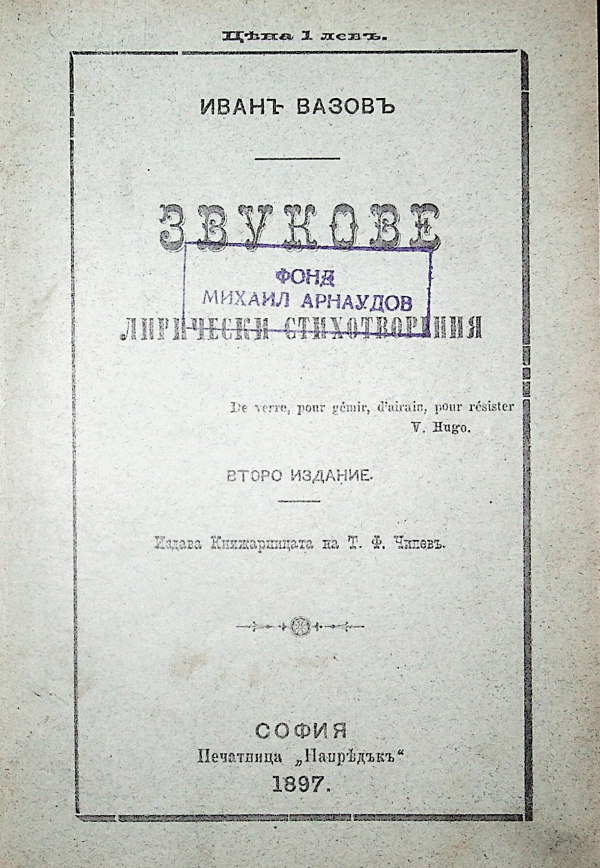 Цѣна 1 левъ.
ИВАНЪ ВАЗОВЪ
ЗВУКОВЕ
ФОНД
МИХАИЛ АРНАУДОВ
ЛИРИЧЕСКИ СТИХОТВОРЕНИЯ
De verre, pour gémir, d'airain, pour résister
V. Hugo.
ВТОРО ИЗДАНИЕ.
Издава Книжарницата на Т. Ф. Чипевъ.
СОФИЯ
Печатница „Напрѣдъкъ“
1897.